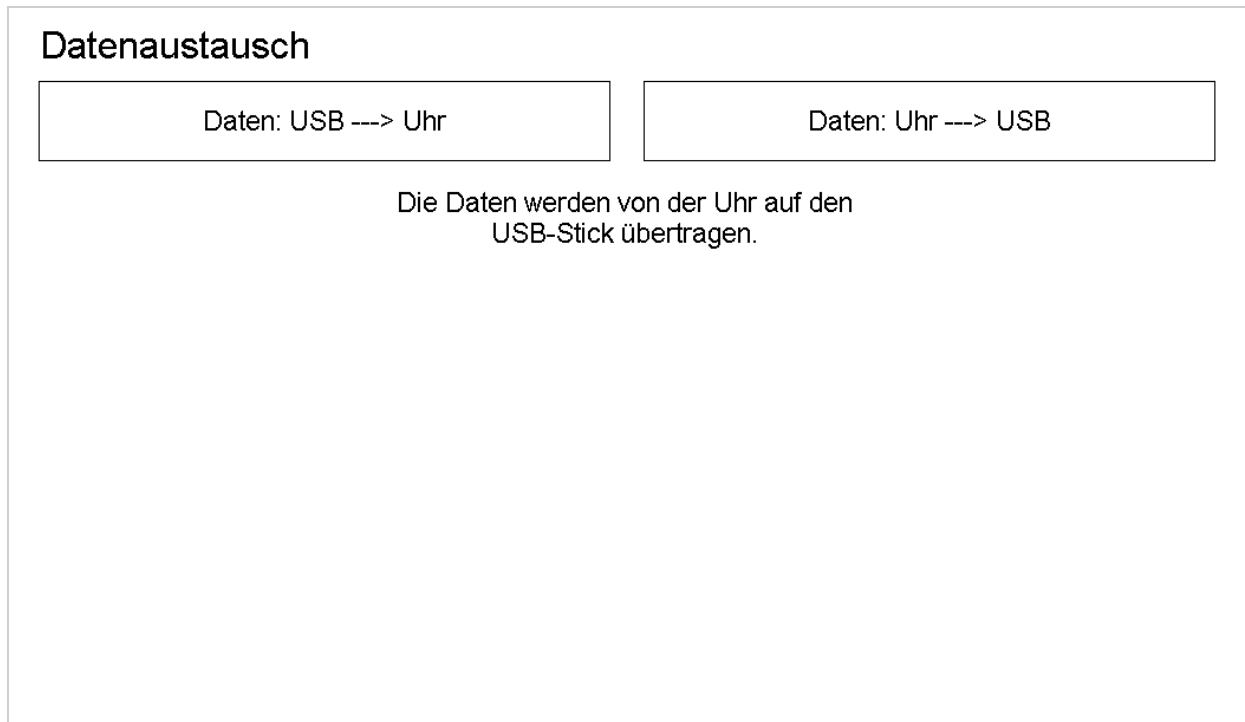 Datenaustausch
Daten: USB ---> Uhr
Daten: Uhr ---> USB
Die Daten werden von der Uhr auf den
USB-Stick übertragen.